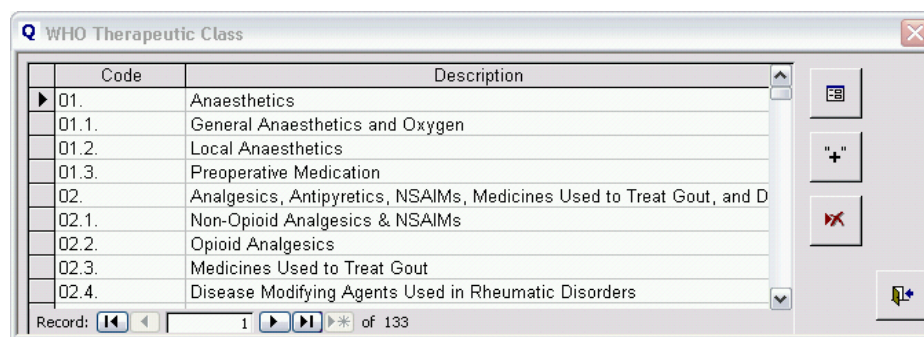 Q WHO Therapeutic Class
Code Description
01. Anaesthetics
01.1. General Anaesthetics and Oxygen
01.2. Local Anaesthetics
01.3. Preoperative Medication
02. Analgesics, Antipyretics, NSAIMs, Medicines Used to Treat Gout, and D
02.1. Non-Opioid Analgesics & NSAIMs
02.2. Opioid Analgesics
02.3. Medicines Used to Treat Gout
02.4. Disease Modifying Agents Used in Rheumatic Disorders
Record: 1 of 133
"+"